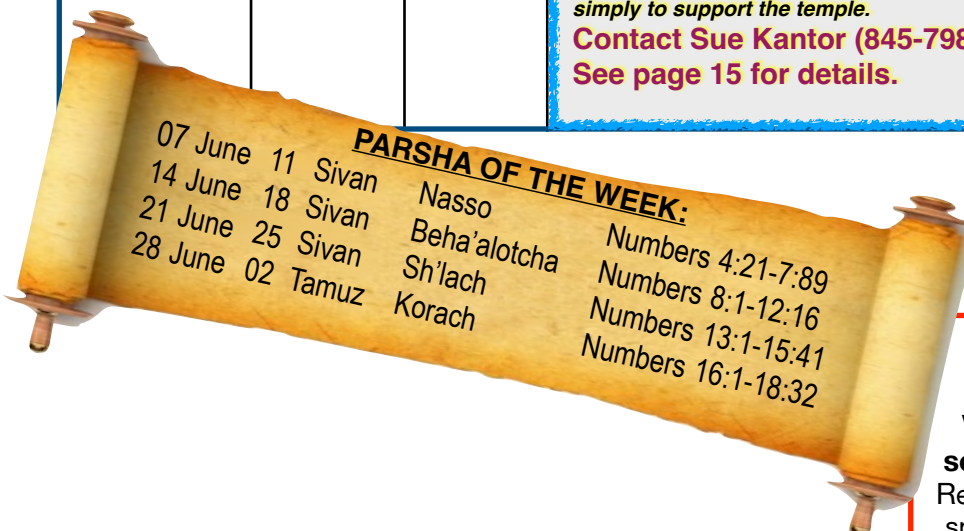 simply to support the temple.
Contact Sue Kantor (845-798
See page 15 for details.
PARSHA OF THE WEEK:
07 June 11 Sivan Nasso Numbers 4:21-7:89
14 June 18 Sivan Beha’alotcha Numbers 8:1-12:16
21 June 25 Sivan Sh’lach Numbers 13:1-15:41
28 June 02 Tamuz Korach Numbers 16:1-18:32